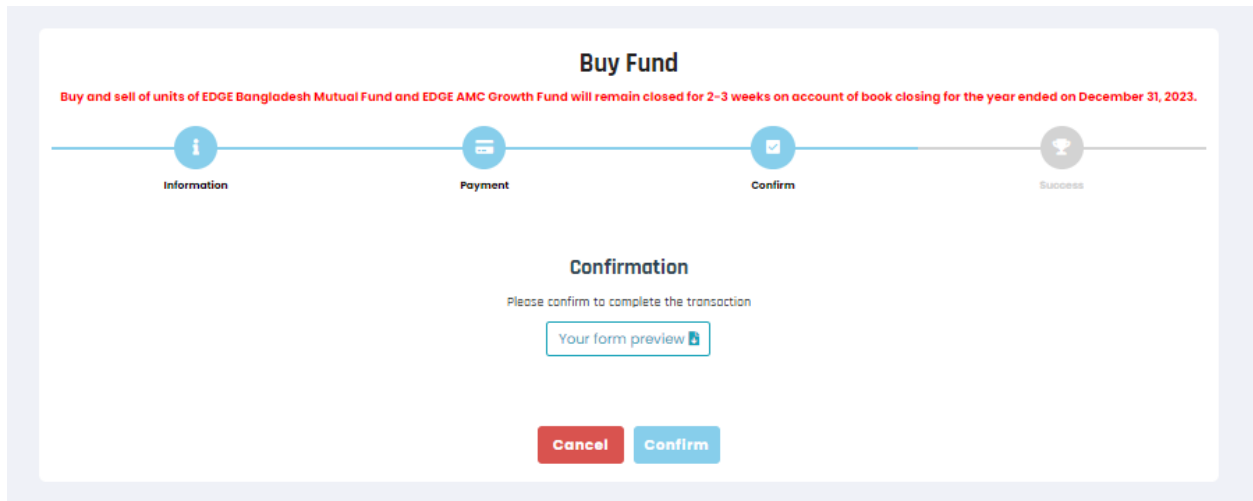 Buy Fund
Buy and sell of units of EDGE Bangladesh Mutual Fund and EDGE AMC Growth Fund will remain closed for 2-3 weeks on account of book closing for the year ended on December 31, 2023.
Information
Payment
Confirm
Success
Confirmation
Please confirm to complete the transaction
Your form preview
Cancel
Confirm